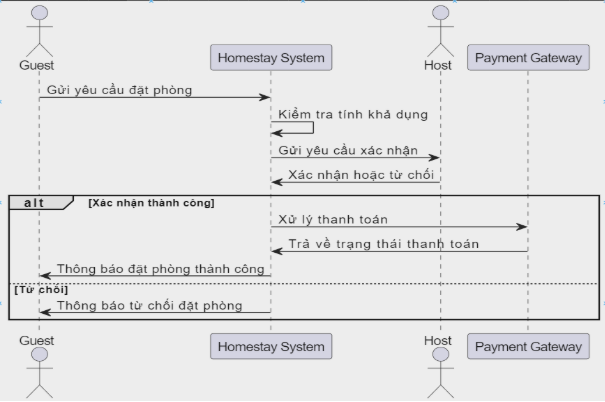 Guest
Homestay System
Host
Payment Gateway
Gửi yêu cầu đặt phòng
Kiểm tra tính khả dụng
Gửi yêu cầu xác nhận
Xác nhận hoặc từ chối
alt [Xác nhận thành công]
Xử lý thanh toán
Trả về trạng thái thanh toán
Thông báo đặt phòng thành công
[Từ chối]
Thông báo từ chối đặt phòng
Guest
Homestay System
Host
Payment Gateway